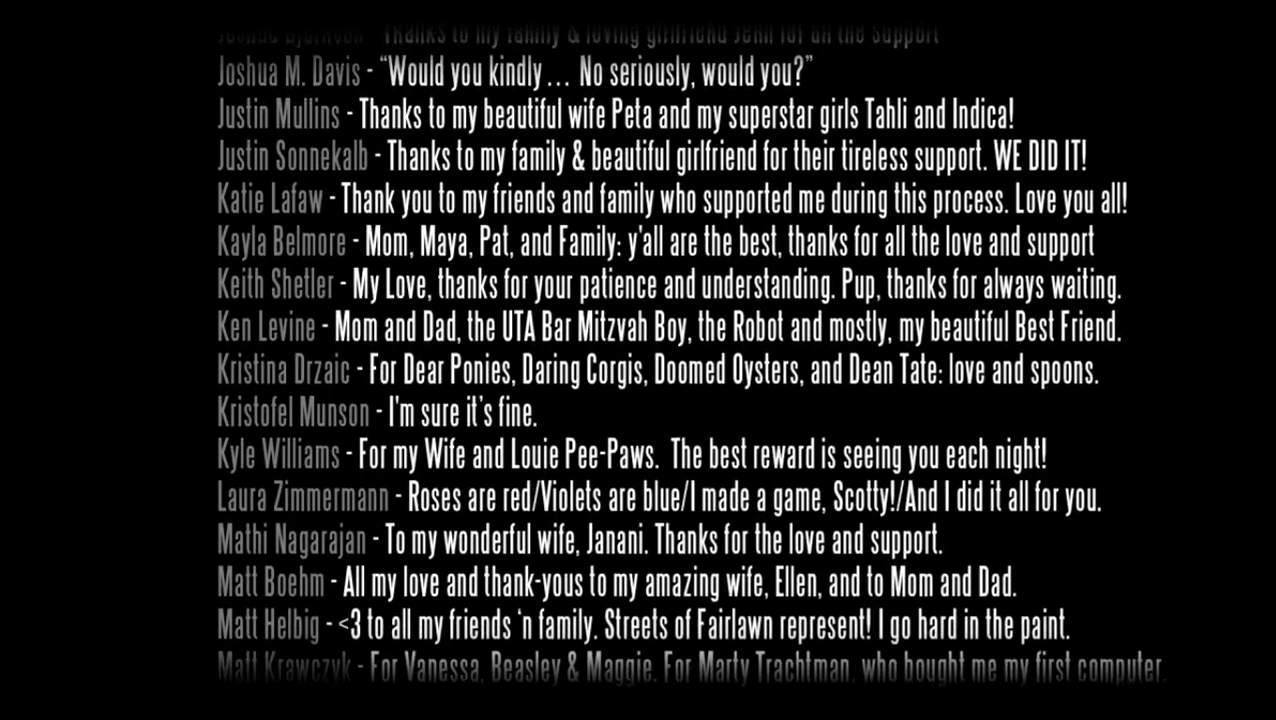 Thanks to my family & loving girlfriend Jenn for all the support
Joshua M. Davis - “Would you kindly... No seriously, would you?”
Justin Mullins - Thanks to my beautiful wife Peta and my superstar girls Tahli and Indica!
Justin Sonnekalb - Thanks to my family & beautiful girlfriend for their tireless support. WE DID IT!
Katie Lafaw - Thank you to my friends and family who supported me during this process. Love you all!
Kayla Belmore - Mom, Maya, Pat, and Family: y'all are the best, thanks for all the love and support
Keith Shetler - My Love, thanks for your patience and understanding. Pup, thanks for always waiting.
Ken Levine - Mom and Dad, the UTA Bar Mitzvah Boy, the Robot and mostly, my beautiful Best Friend.
Kristina Drzaic - For Dear Ponies, Daring Corgis, Doomed Oysters, and Dean Tate: love and spoons.
Kristofel Munson - I'm sure it’s fine.
Kyle Williams - For my Wife and Louie Pee-Paws. The best reward is seeing you each night!
Laura Zimmermann - Roses are red/Violets are blue/I made a game, Scotty!/And I did it all for you.
Mathi Nagarajan - To my wonderful wife, Janani. Thanks for the love and support.
Matt Boehm - All my love and thank-yous to my amazing wife, Ellen, and to Mom and Dad.
Matt Helbig - <3 to all my friends ‘n family. Streets of Fairlawn represent! I go hard in the paint.
Matt Krawczyk - For Vanessa, Beasley & Maggie. For Marty Trachtman, who bought me my first computer.